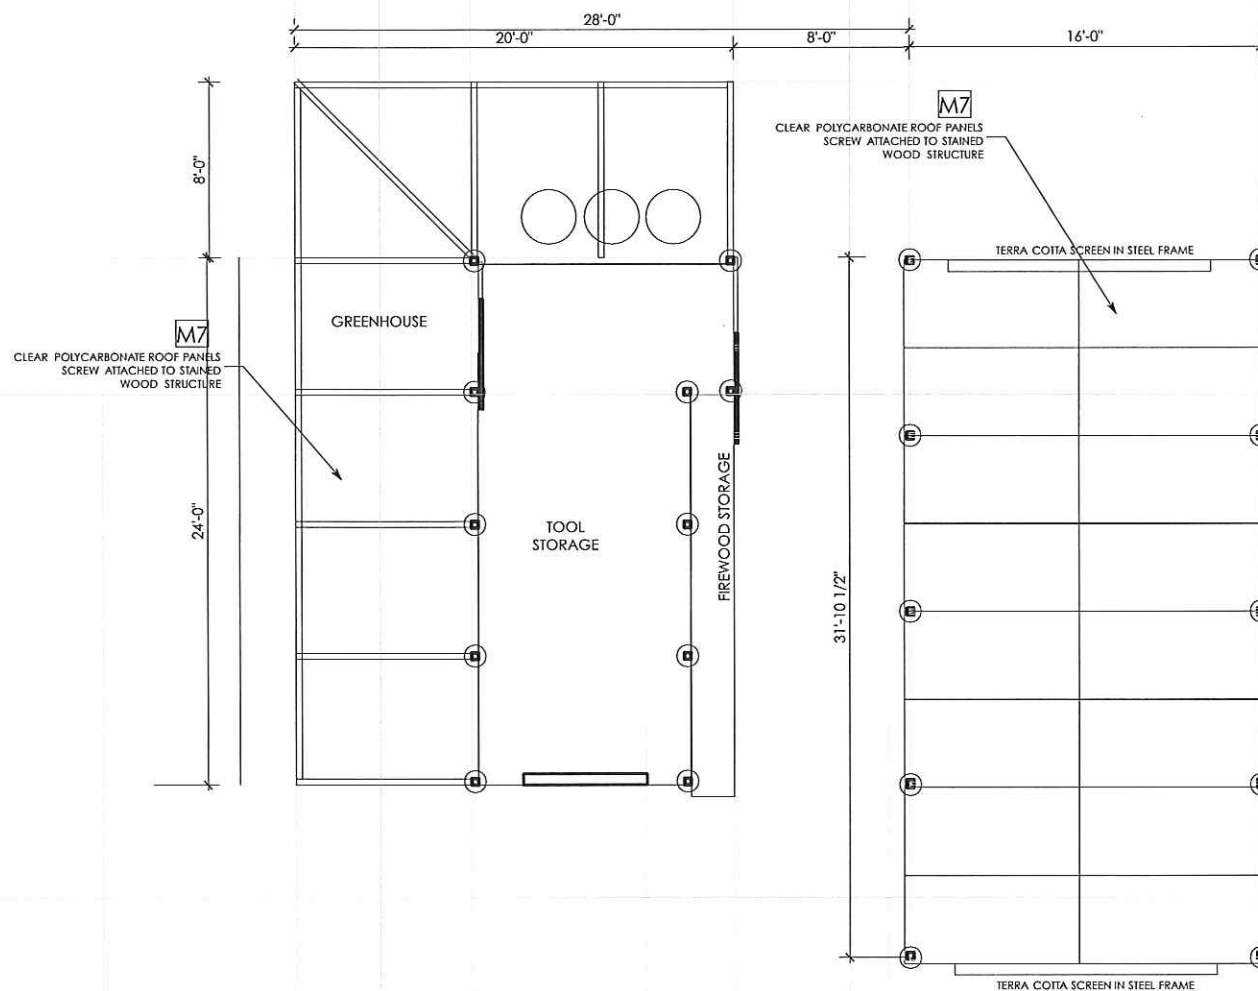 28'-0"
20'-0"
8'-0"
16'-0"
M7
CLEAR POLYCARBONATE ROOF PANELS
SCREW ATTACHED TO STAINED
WOOD STRUCTURE
8'-0"
TERRA COTTA SCREEN IN STEEL FRAME
GREENHOUSE
M7
CLEAR POLYCARBONATE ROOF PANELS
SCREW ATTACHED TO STAINED
WOOD STRUCTURE
24'-0"
TOOL
STORAGE
FIREWOOD STORAGE
31'-10 1/2"
TERRA COTTA SCREEN IN STEEL FRAME